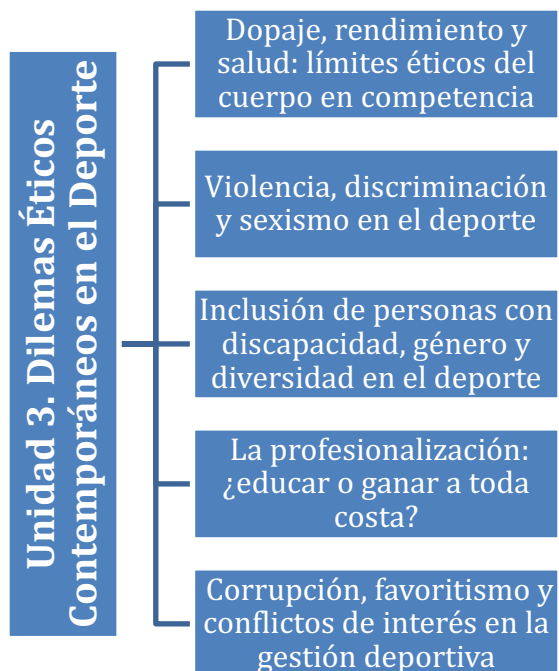 Unidad 3. Dilemas Éticos
Contemporáneos en el Deporte
Dopaje, rendimiento y
salud: límites éticos del
cuerpo en competencia
Violencia, discriminación
y sexismo en el deporte
Inclusión de personas con
discapacidad, género y
diversidad en el deporte
La profesionalización:
¿educar o ganar a toda
costa?
Corrupción, favoritismo y
conflictos de interés en la
gestión deportiva